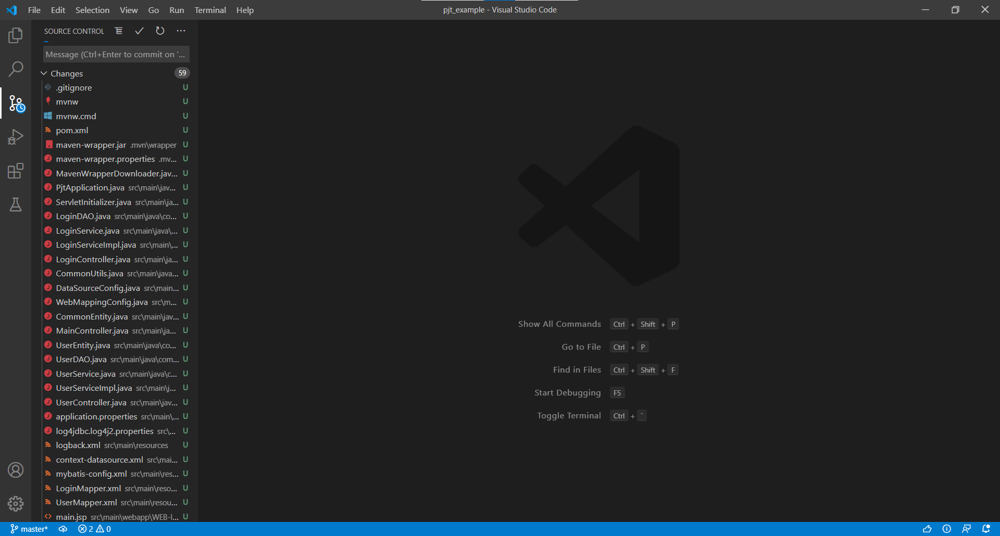 File Edit Selection View Go Run Terminal Help
pjt_example - Visual Studio Code
SOURCE CONTROL
Message (Ctrl+Enter to commit on '...
Changes 59
.gitignore U
mvnw U
mvnw.cmd U
pom.xml U
maven-wrapper.jar .mvn\wrapper U
maven-wrapper.properties .mv... U
MavenWrapperDownloader.jav... U
PjtApplication.java src\main\jav... U
ServletInitializer.java src\main\ja... U
LoginDAO.java src\main\java\co... U
LoginService.java src\main\java\... U
LoginServiceImpl.java src\main\... U
LoginController.java src\main\ja... U
CommonUtils.java src\main\java... U
DataSourceConfig.java src\main... U
WebMappingConfig.java src\m... U
CommonEntity.java src\main\jav... U
MainController.java src\main\ja... U
UserEntity.java src\main\java\co... U
UserDAO.java src\main\java\com... U
UserService.java src\main\java\c... U
UserServiceImpl.java src\main\j... U
UserController.java src\main\jav... U
application.properties src\main\... U
log4jdbc.log4j2.properties src\... U
logback.xml src\main\resources U
context-datasource.xml src\mai... U
mybatis-config.xml src\main\res... U
LoginMapper.xml src\main\reso... U
UserMapper.xml src\main\resou... U
main.jsp src\main\webapp\WEB-I... U
Show All Commands Ctrl + Shift + P
Go to File Ctrl + P
Find in Files Ctrl + Shift + F
Start Debugging F5
Toggle Terminal Ctrl + `
master* 2 0